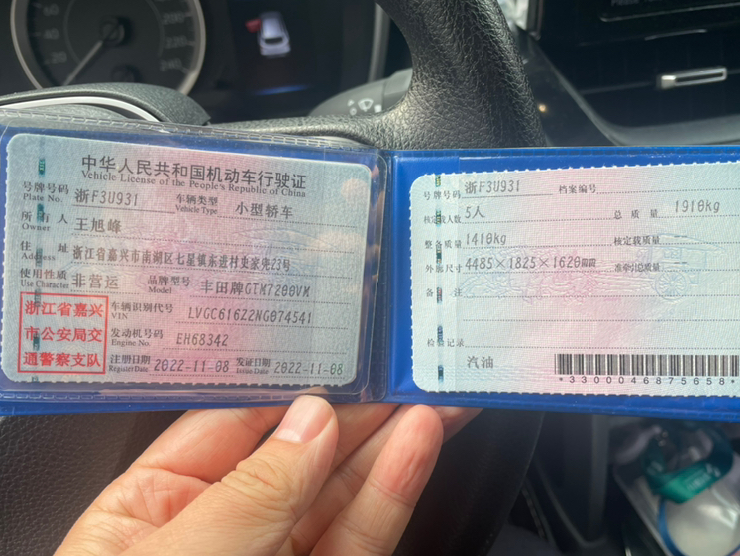 60
40
20
200
220
240
中华人民共和国机动车行驶证
Vehicle License of the People's Republic of China
号牌号码 浙F3U931 车辆类型 小型轿车
Plate No. Vehicle Type
所有人 王旭峰
Owner
住址 浙江省嘉兴市南湖区七星镇东进村史家兜23号
Address
使用性质 非营运 品牌型号 丰田牌GTM7200VK
Use Character Model
浙江省嘉兴
市公安局交
通警察支队
车辆识别代号 LVGC616Z2NG074541
VIN
发动机号码 EH68342
Engine No.
注册日期 2022-11-08 发证日期 2022-11-08
Register Date Issue Date
号牌号码 浙F3U931 档案编号
核定载人数 5人 总质量 1910kg
整备质量 1410kg 核定载质量
外廓尺寸 4485×1825×1620mm 准牵引总质量
备注
检验记录
汽油
*3300046875658*